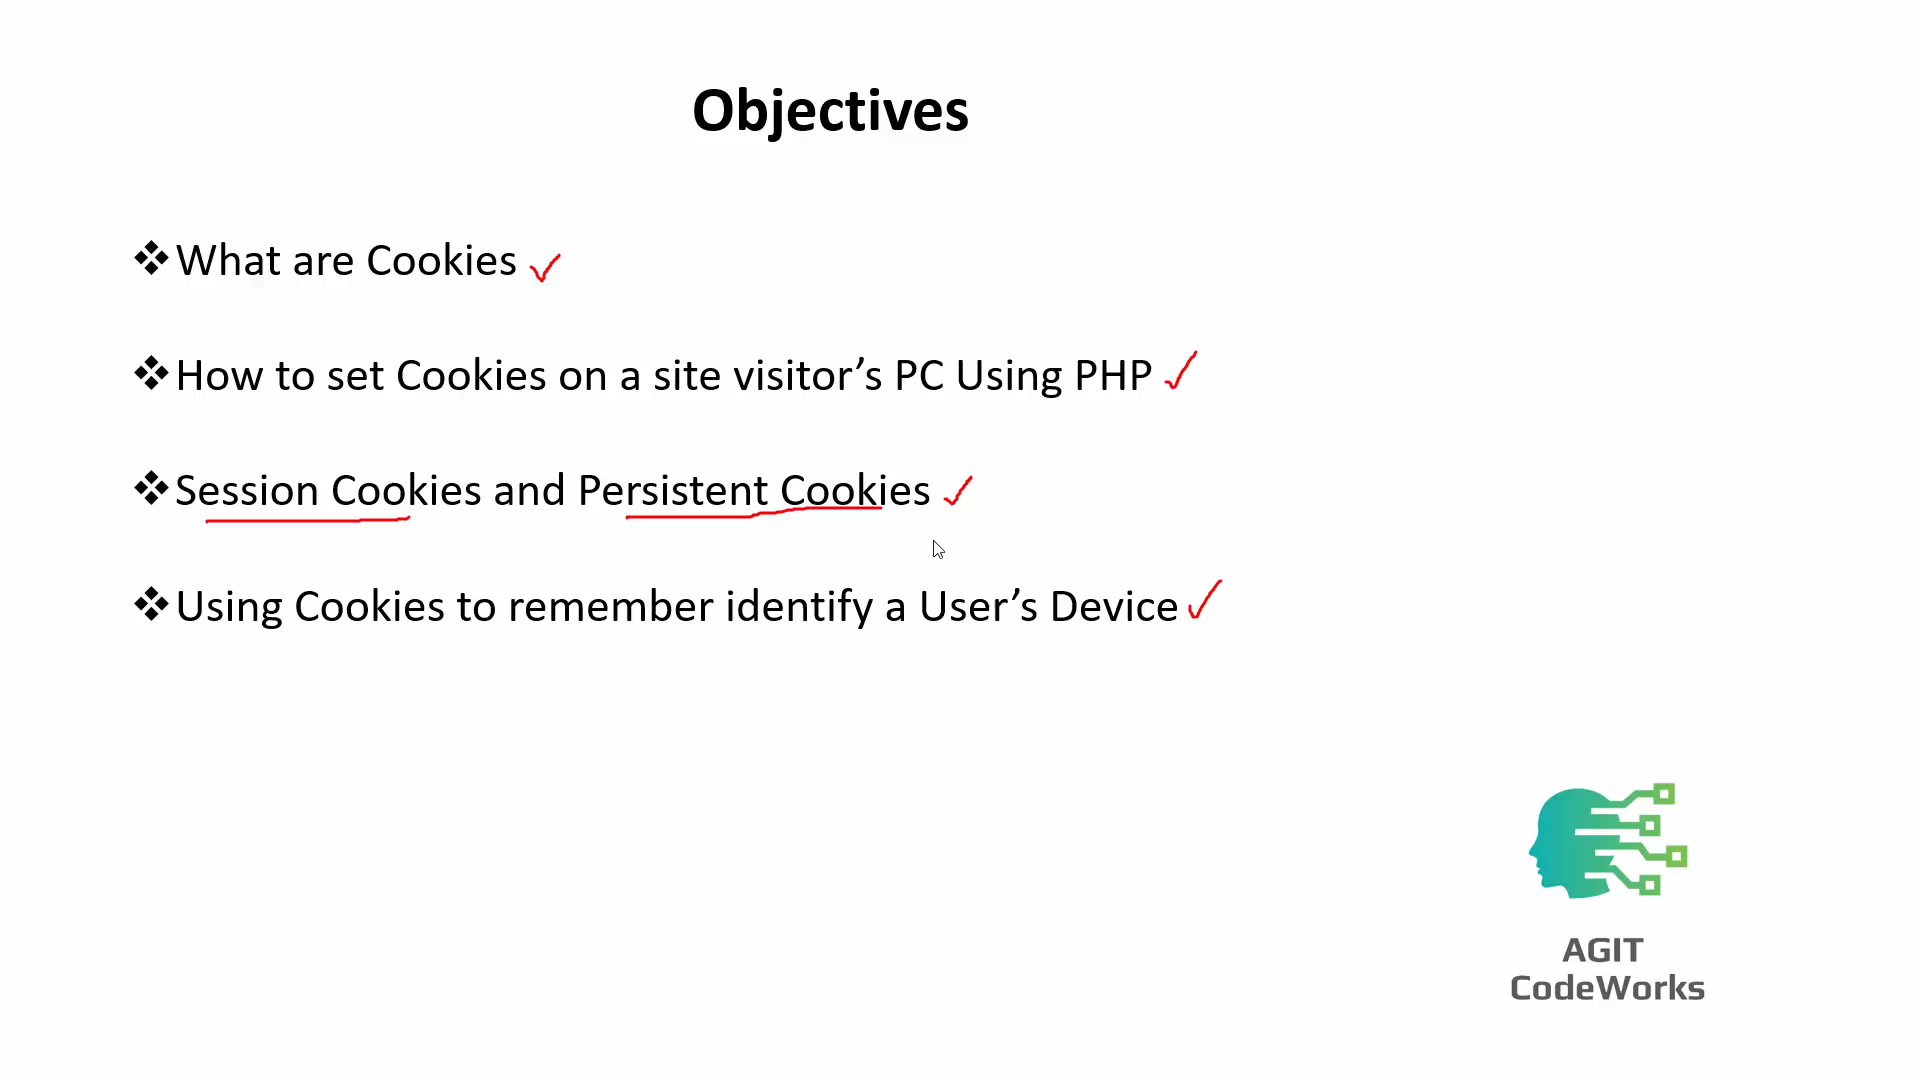 Objectives
What are Cookies
How to set Cookies on a site visitor’s PC Using PHP
Session Cookies and Persistent Cookies
Using Cookies to remember identify a User’s Device
AGIT
CodeWorks